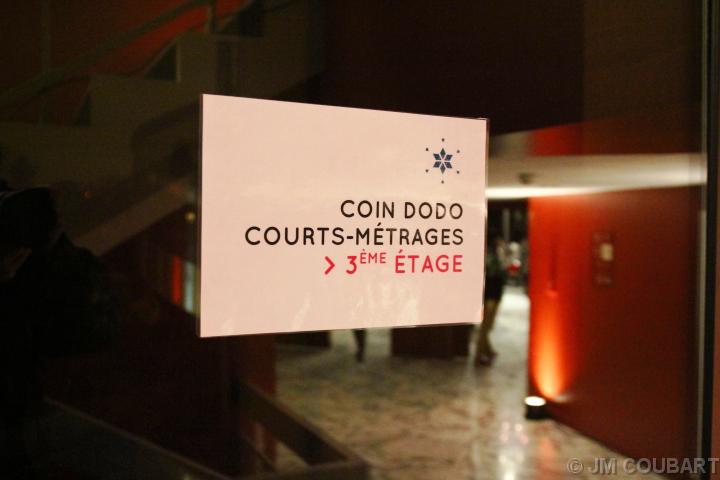 COIN DODO
COURTS-MÉTRAGES
> 3ÈME ÉTAGE
© JM COUBART